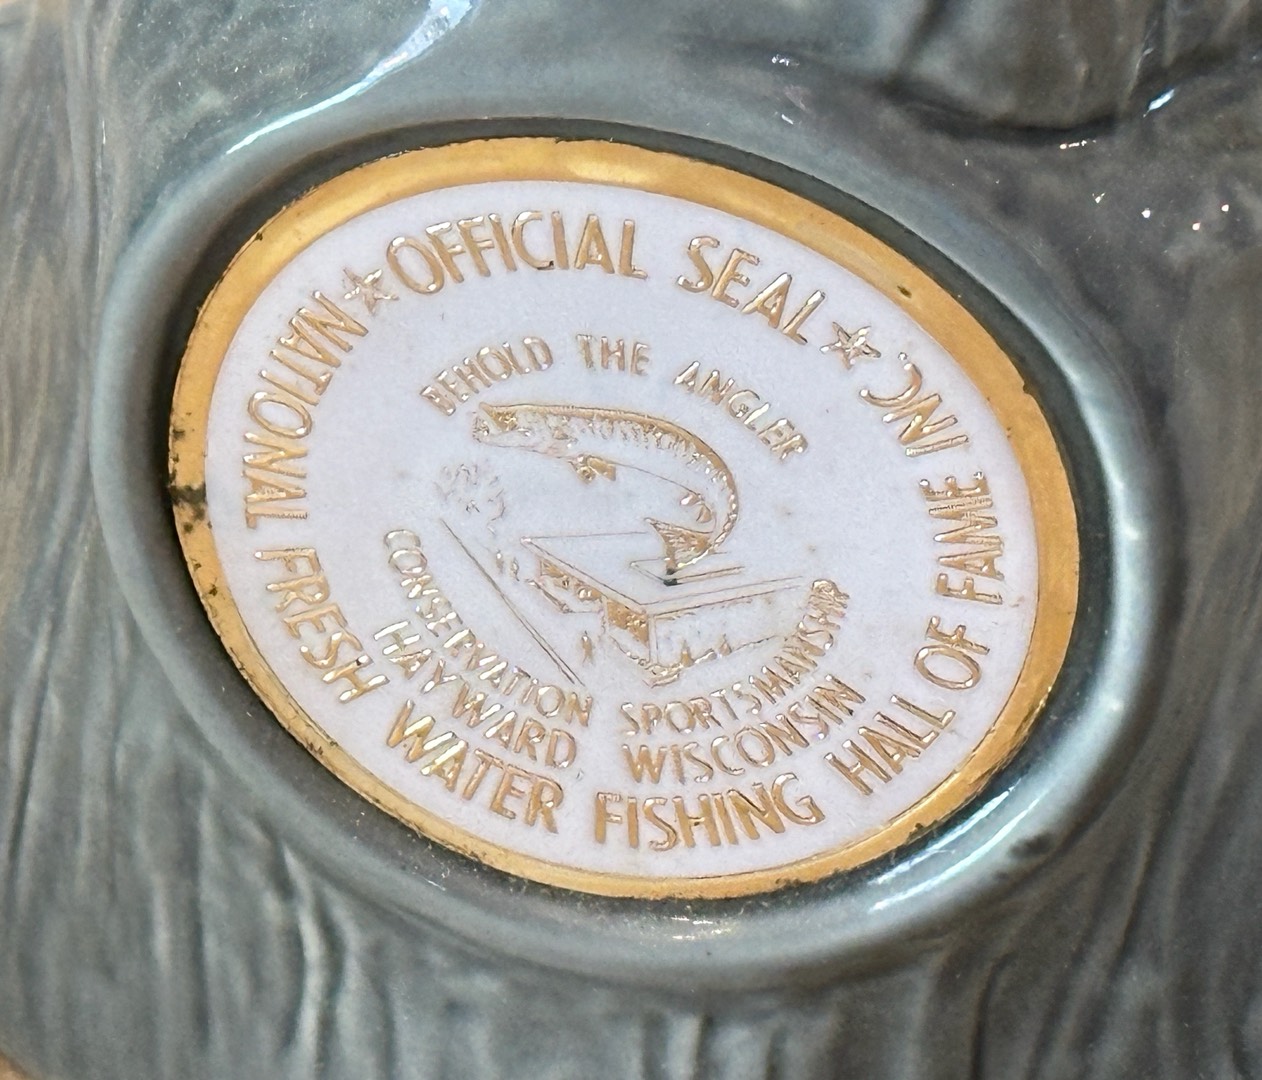 ★ OFFICIAL SEAL ★
NATIONAL FRESH WATER FISHING HALL OF FAME INC.
BEHOLD THE ANGLER
CONSERVATION SPORTSMANSHIP
HAYWARD, WISCONSIN